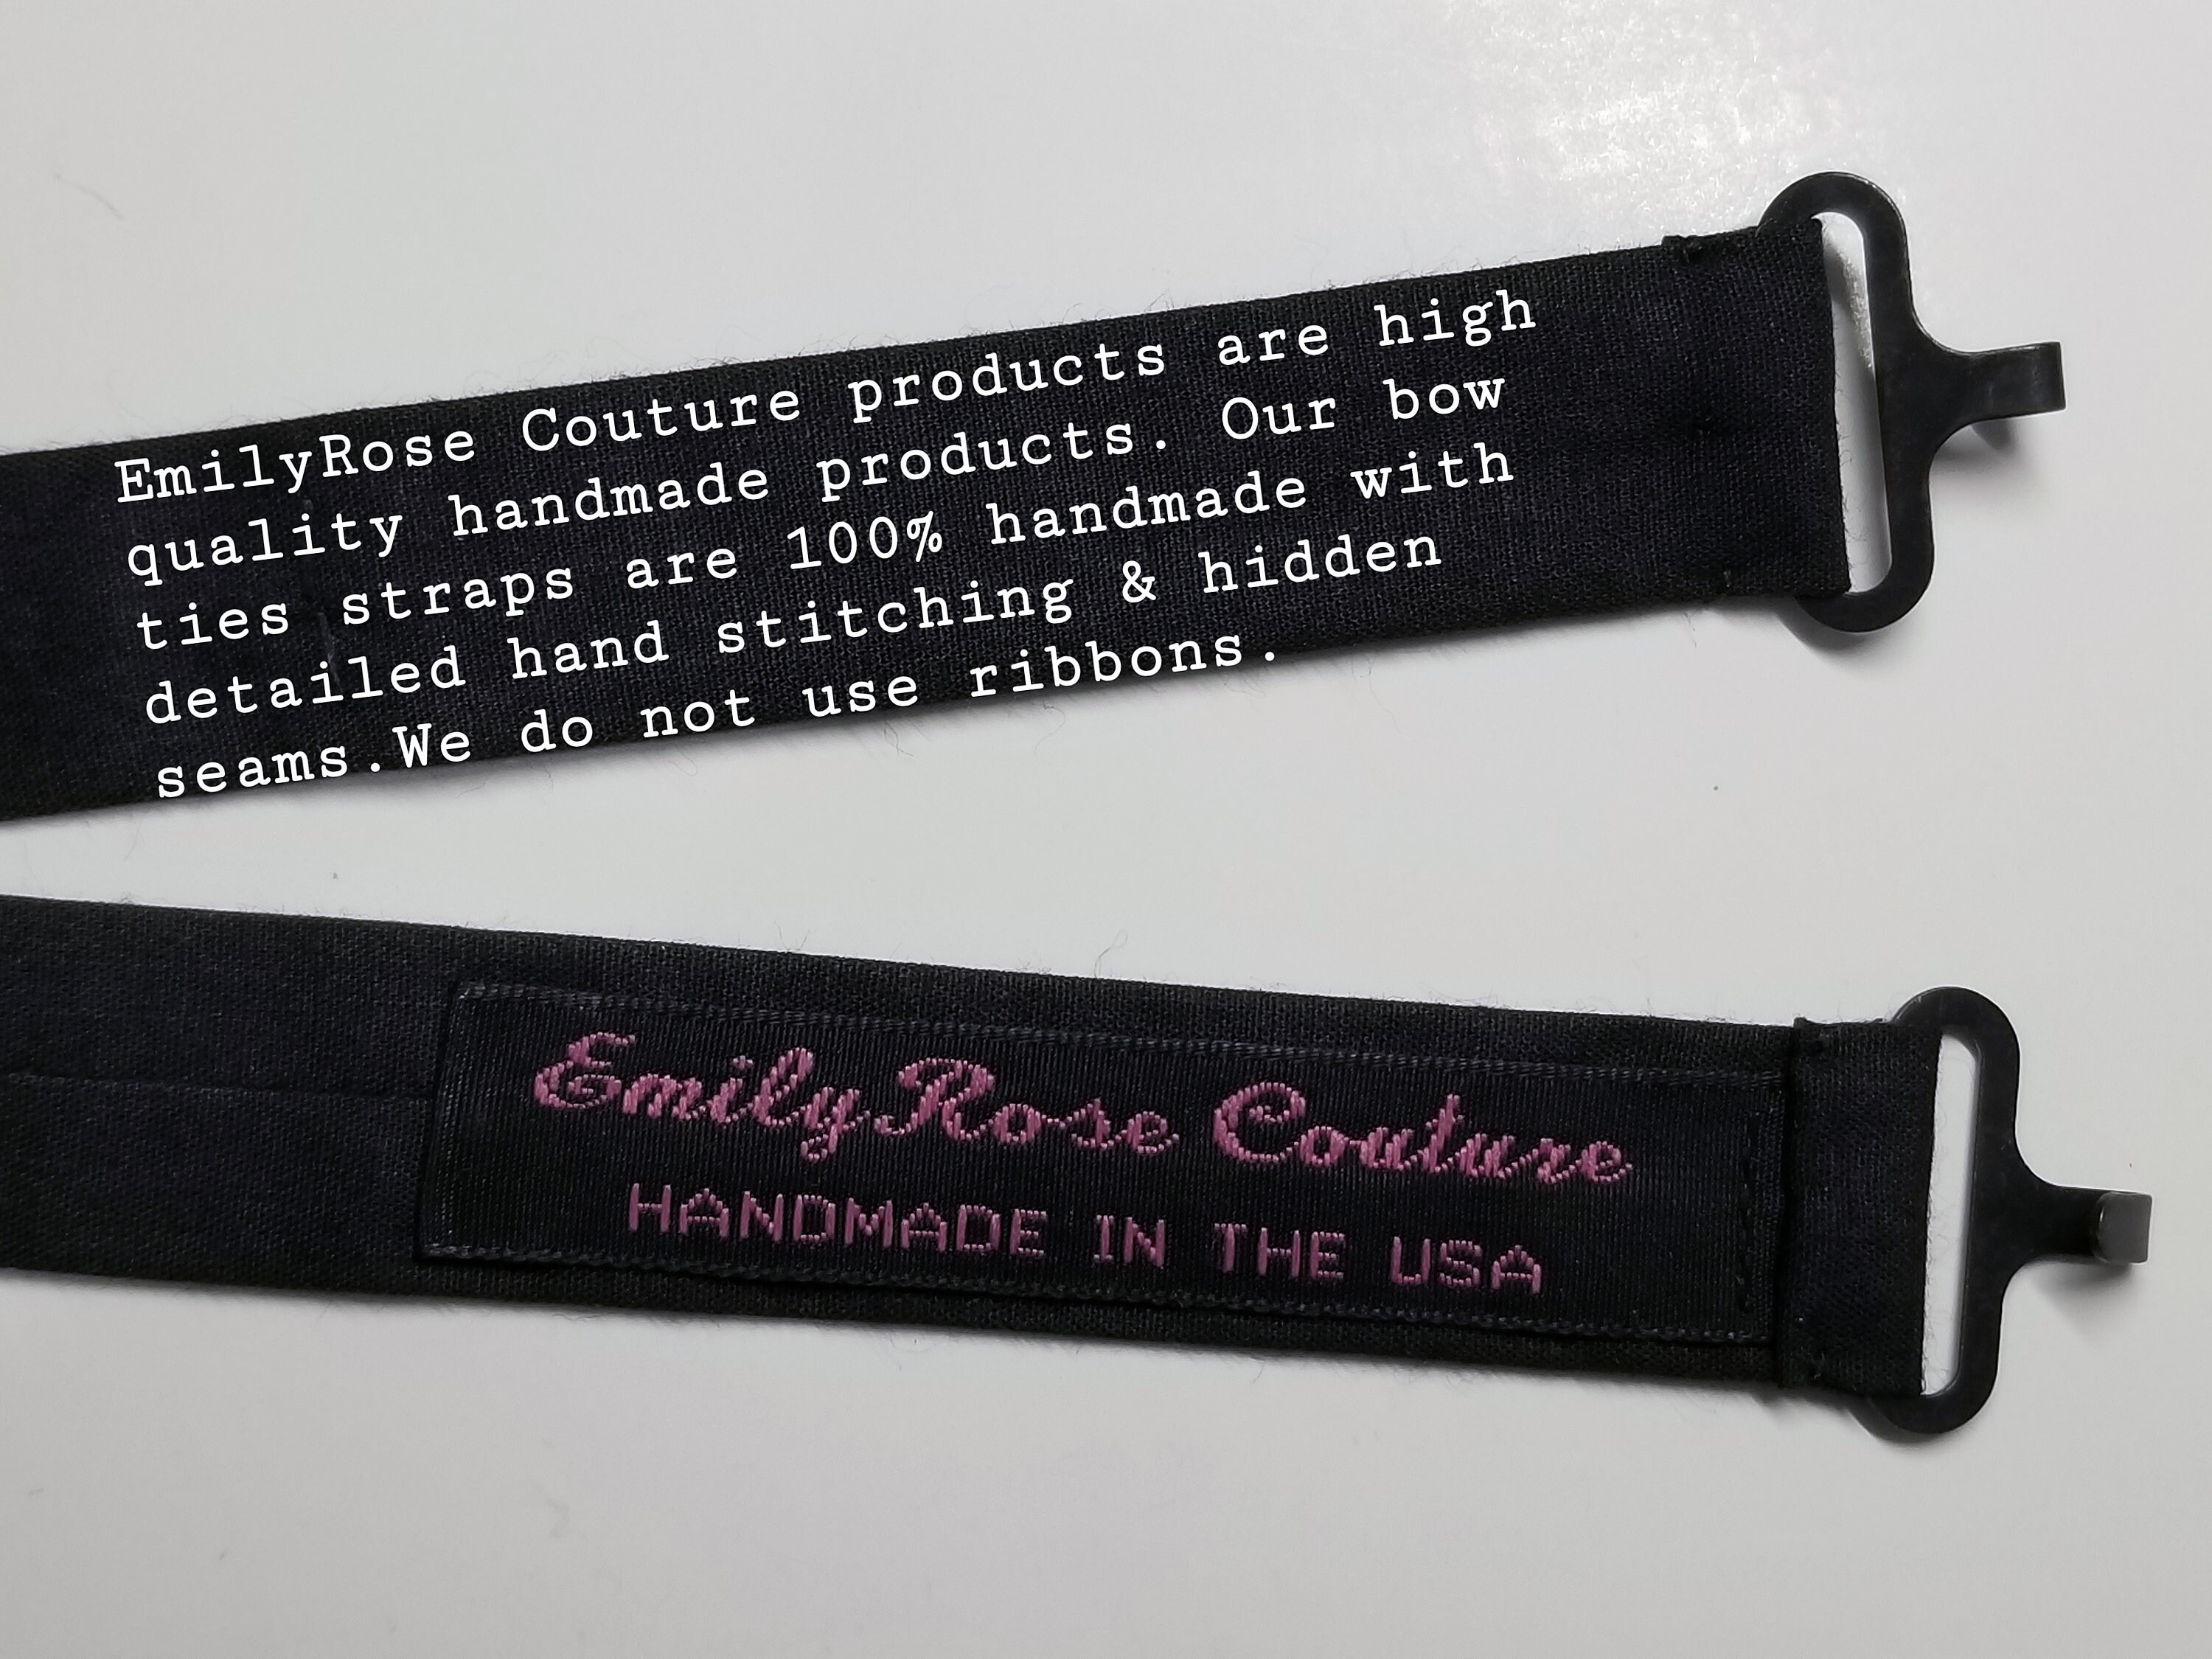 EmilyRose Couture products are high
quality handmade products. Our bow
ties straps are 100% handmade with
detailed hand stitching & hidden
seams.We do not use ribbons.
EmilyRose Couture
HANDMADE IN THE USA